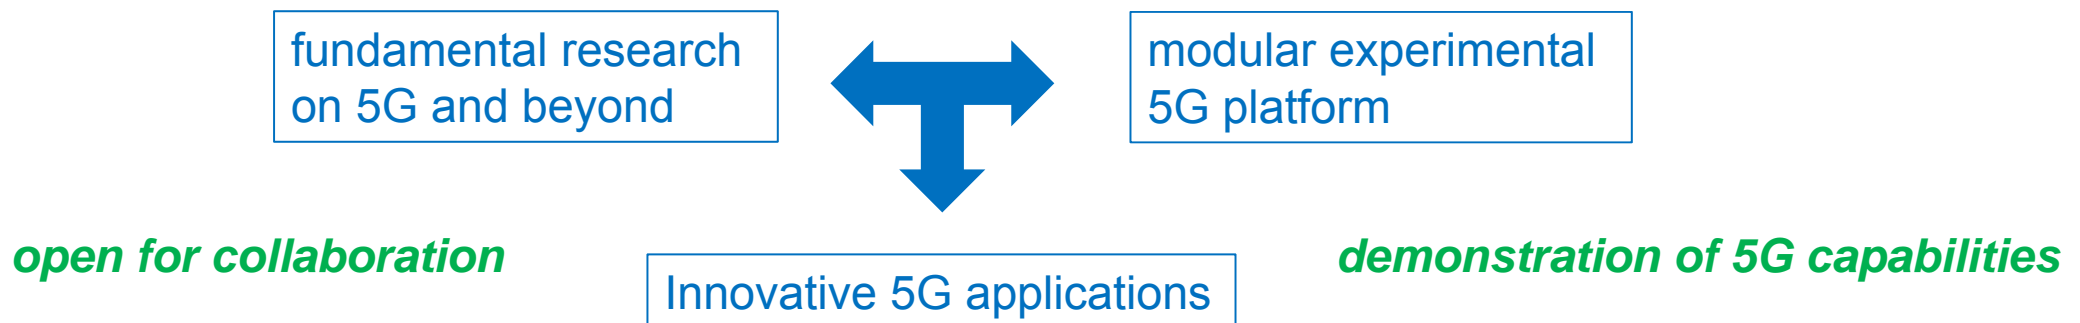 fundamental research
on 5G and beyond
modular experimental
5G platform
open for collaboration
demonstration of 5G capabilities
Innovative 5G applications